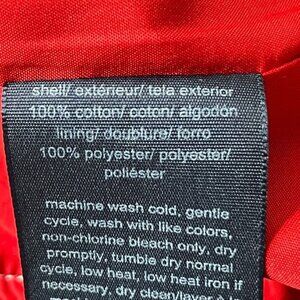 shell/ extérieur/ tela exterior
100% cotton/ coton/ algodón
lining/ doublure/ forro
100% polyester/ polyester/
poliéster
machine wash cold, gentle
cycle, wash with like colors,
non-chlorine bleach only, dry
promptly, tumble dry normal
cycle, low heat, low heat iron if
necessary, dry clean